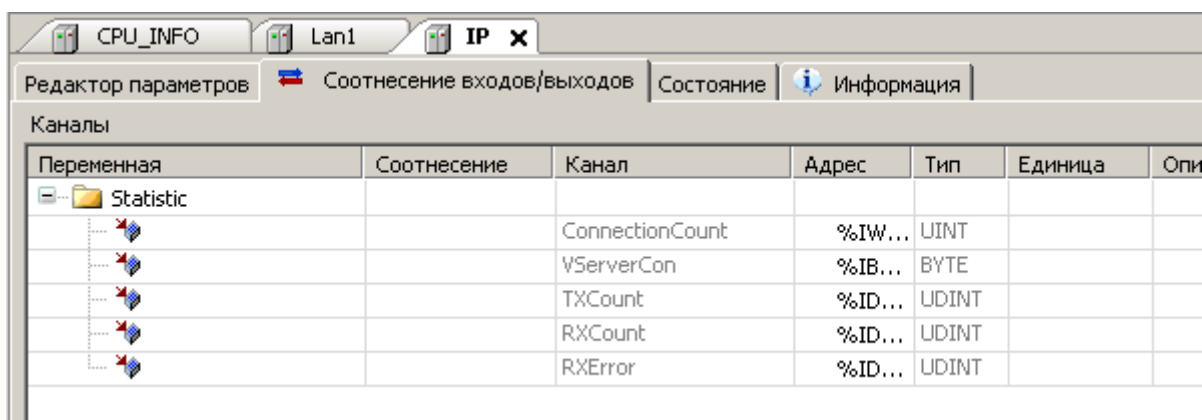 CPU_INFO Lan1 IP
Редактор параметров Соотнесение входов/выходов Состояние Информация
Каналы
Переменная Соотнесение Канал Адрес Тип Единица Опи
Statistic
ConnectionCount %IW... UINT
VServerCon %IB... BYTE
TXCount %ID... UDINT
RXCount %ID... UDINT
RXError %ID... UDINT